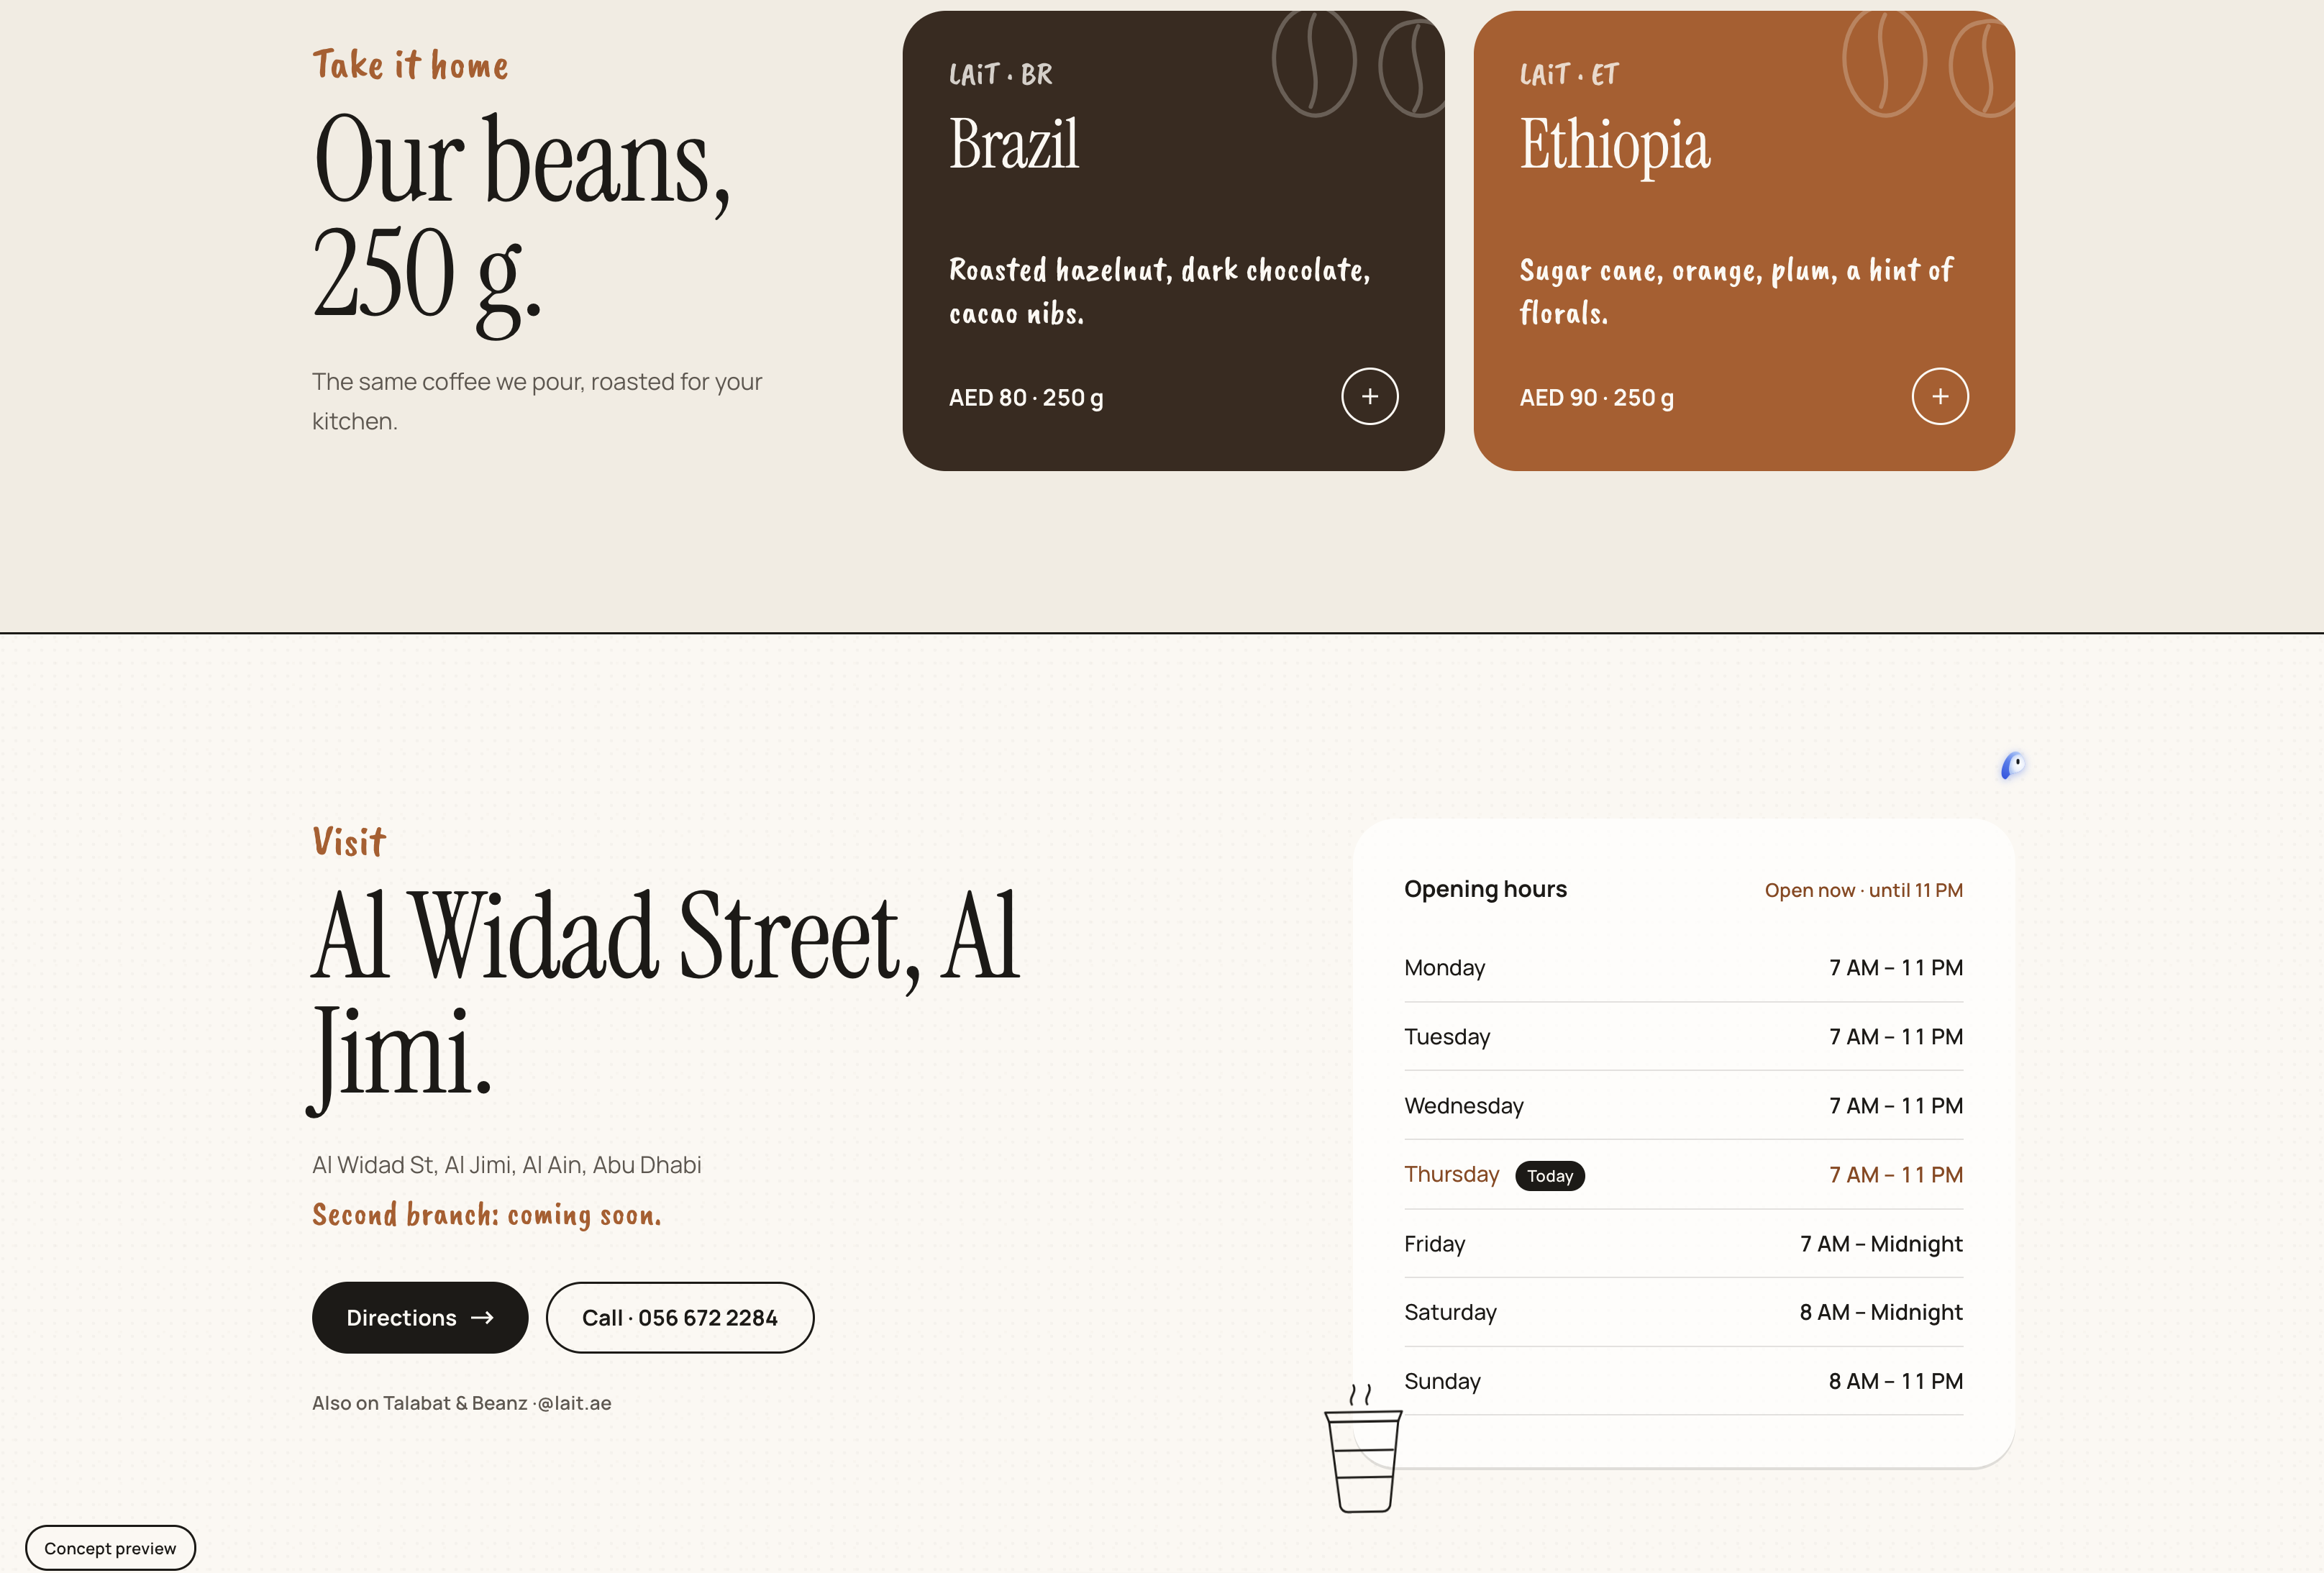 Take it home
Our beans,
250 g.
The same coffee we pour, roasted for your
kitchen.
LAiT · BR
Brazil
Roasted hazelnut, dark chocolate,
cacao nibs.
AED 80 · 250 g
+
LAiT · ET
Ethiopia
Sugar cane, orange, plum, a hint of
florals.
AED 90 · 250 g
+
Visit
Al Widad Street, Al
Jimi.
Al Widad St, Al Jimi, Al Ain, Abu Dhabi
Second branch: coming soon.
Directions →
Call · 056 672 2284
Also on Talabat & Beanz ·@lait.ae
Opening hours
Open now · until 11 PM
Monday 7 AM – 11 PM
Tuesday 7 AM – 11 PM
Wednesday 7 AM – 11 PM
Thursday Today 7 AM – 11 PM
Friday 7 AM – Midnight
Saturday 8 AM – Midnight
Sunday 8 AM – 11 PM
Concept preview